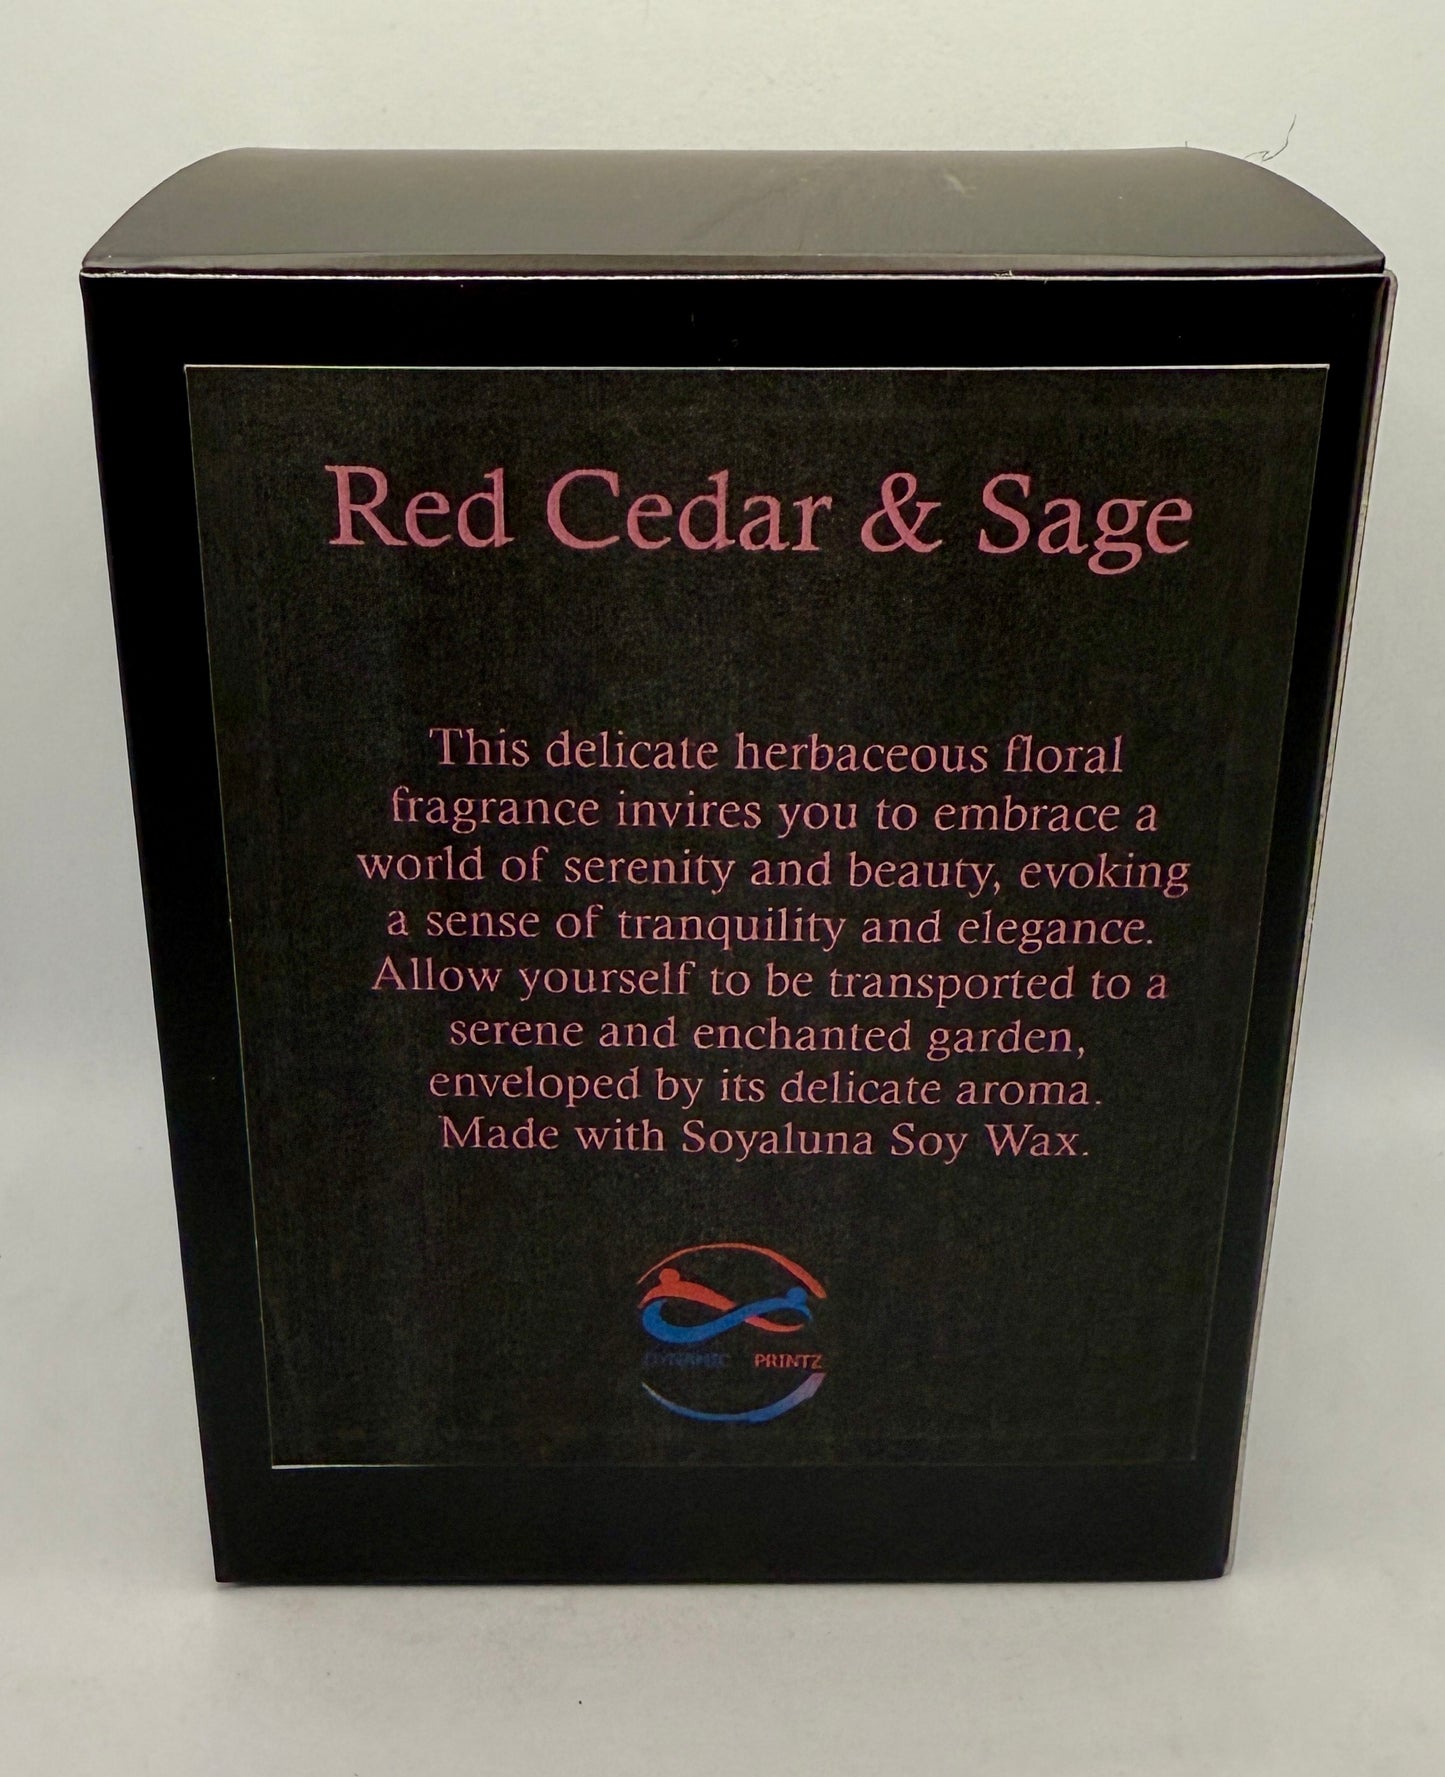 Red Cedar & Sage
This delicate herbaceous floral
fragrance invires you to embrace a
world of serenity and beauty, evoking
a sense of tranquility and elegance.
Allow yourself to be transported to a
serene and enchanted garden,
enveloped by its delicate aroma.
Made with Soyaluna Soy Wax.
DYNAMIC PRINTZ